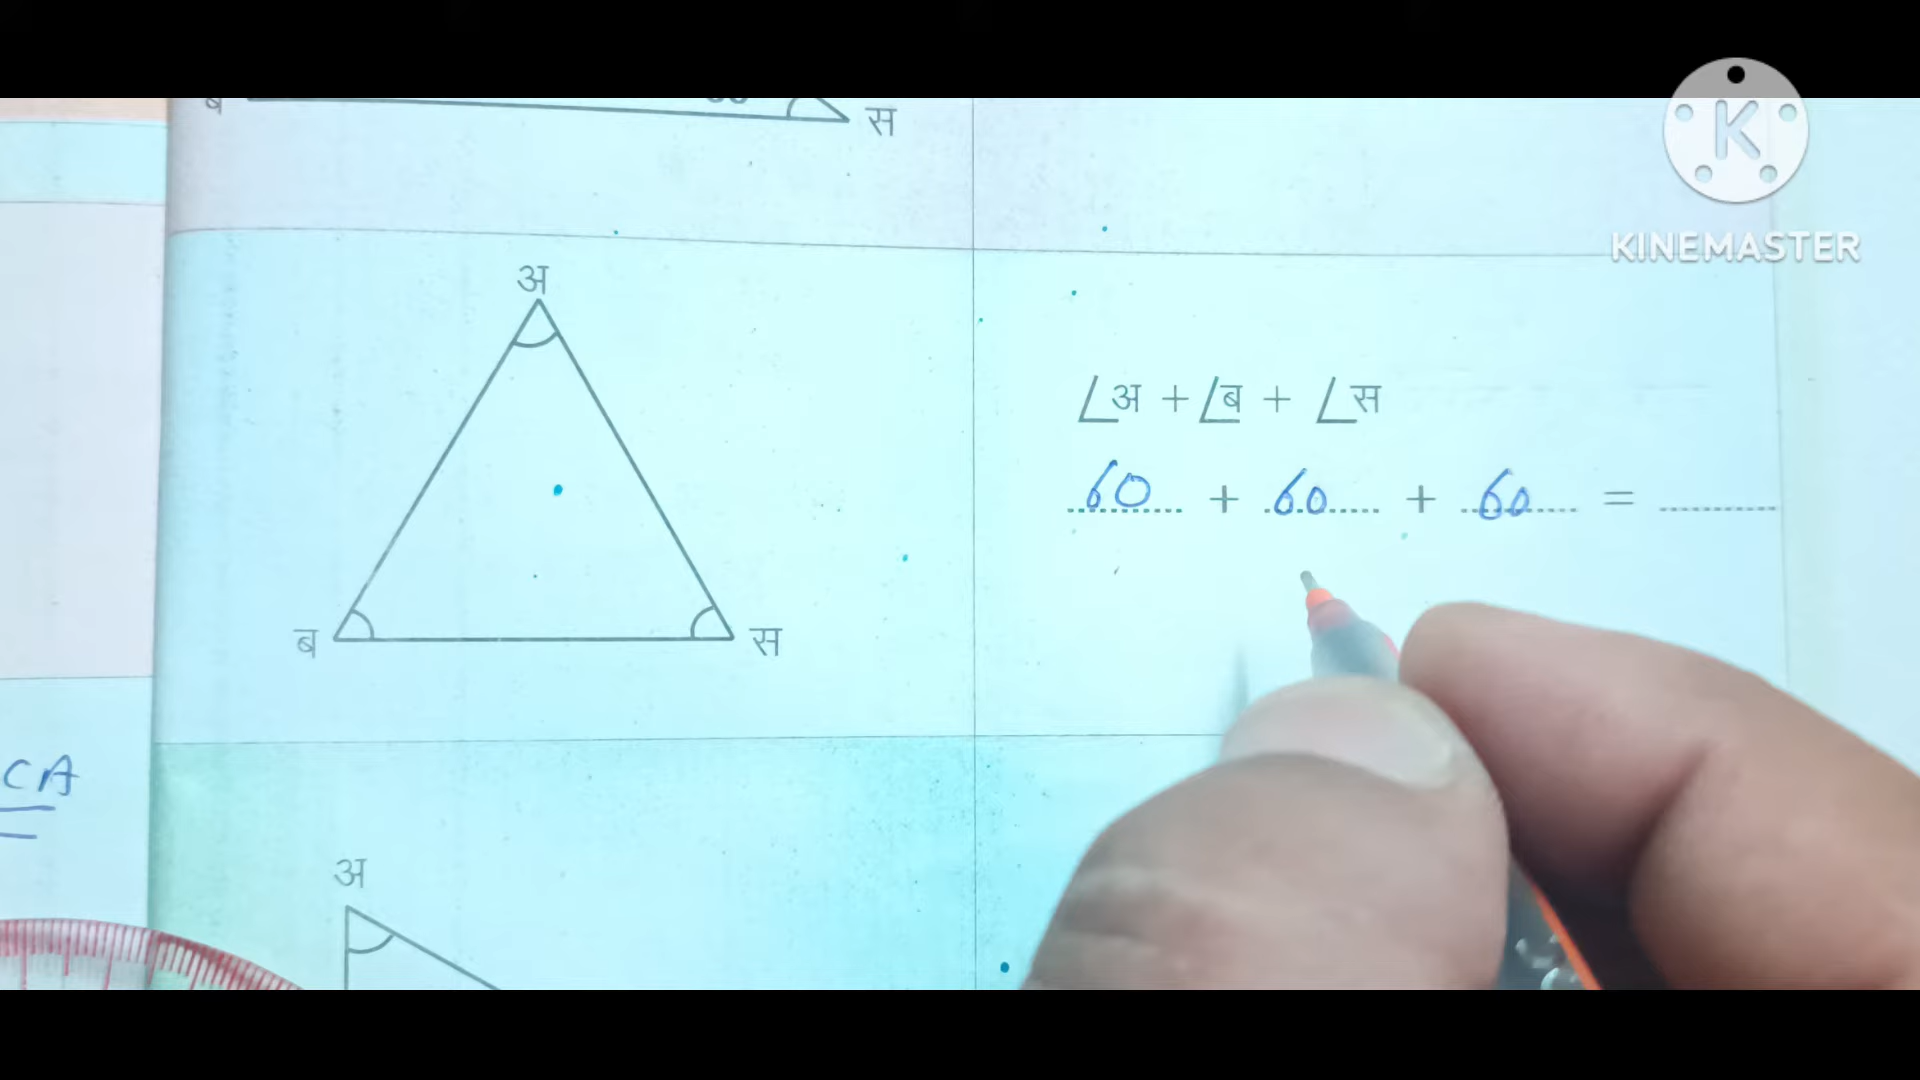 ब
स
K
KINEMASTER
अ
∠अ + ∠ब + ∠स
60 + 60 + 60 = ............
ब
स
CA
अ